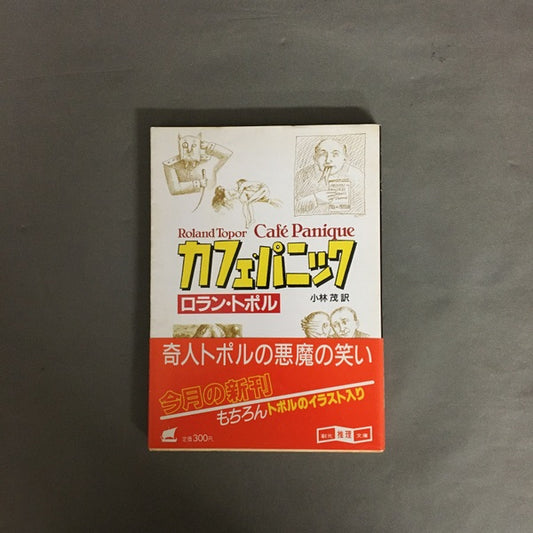 Roland Topor Café Panique
カフェ・パニック
ロラン・トポル
小林 茂 訳
奇人トポルの悪魔の笑い
今月の新刊
もちろんトポルのイラスト入り
定価300円
創元推理文庫